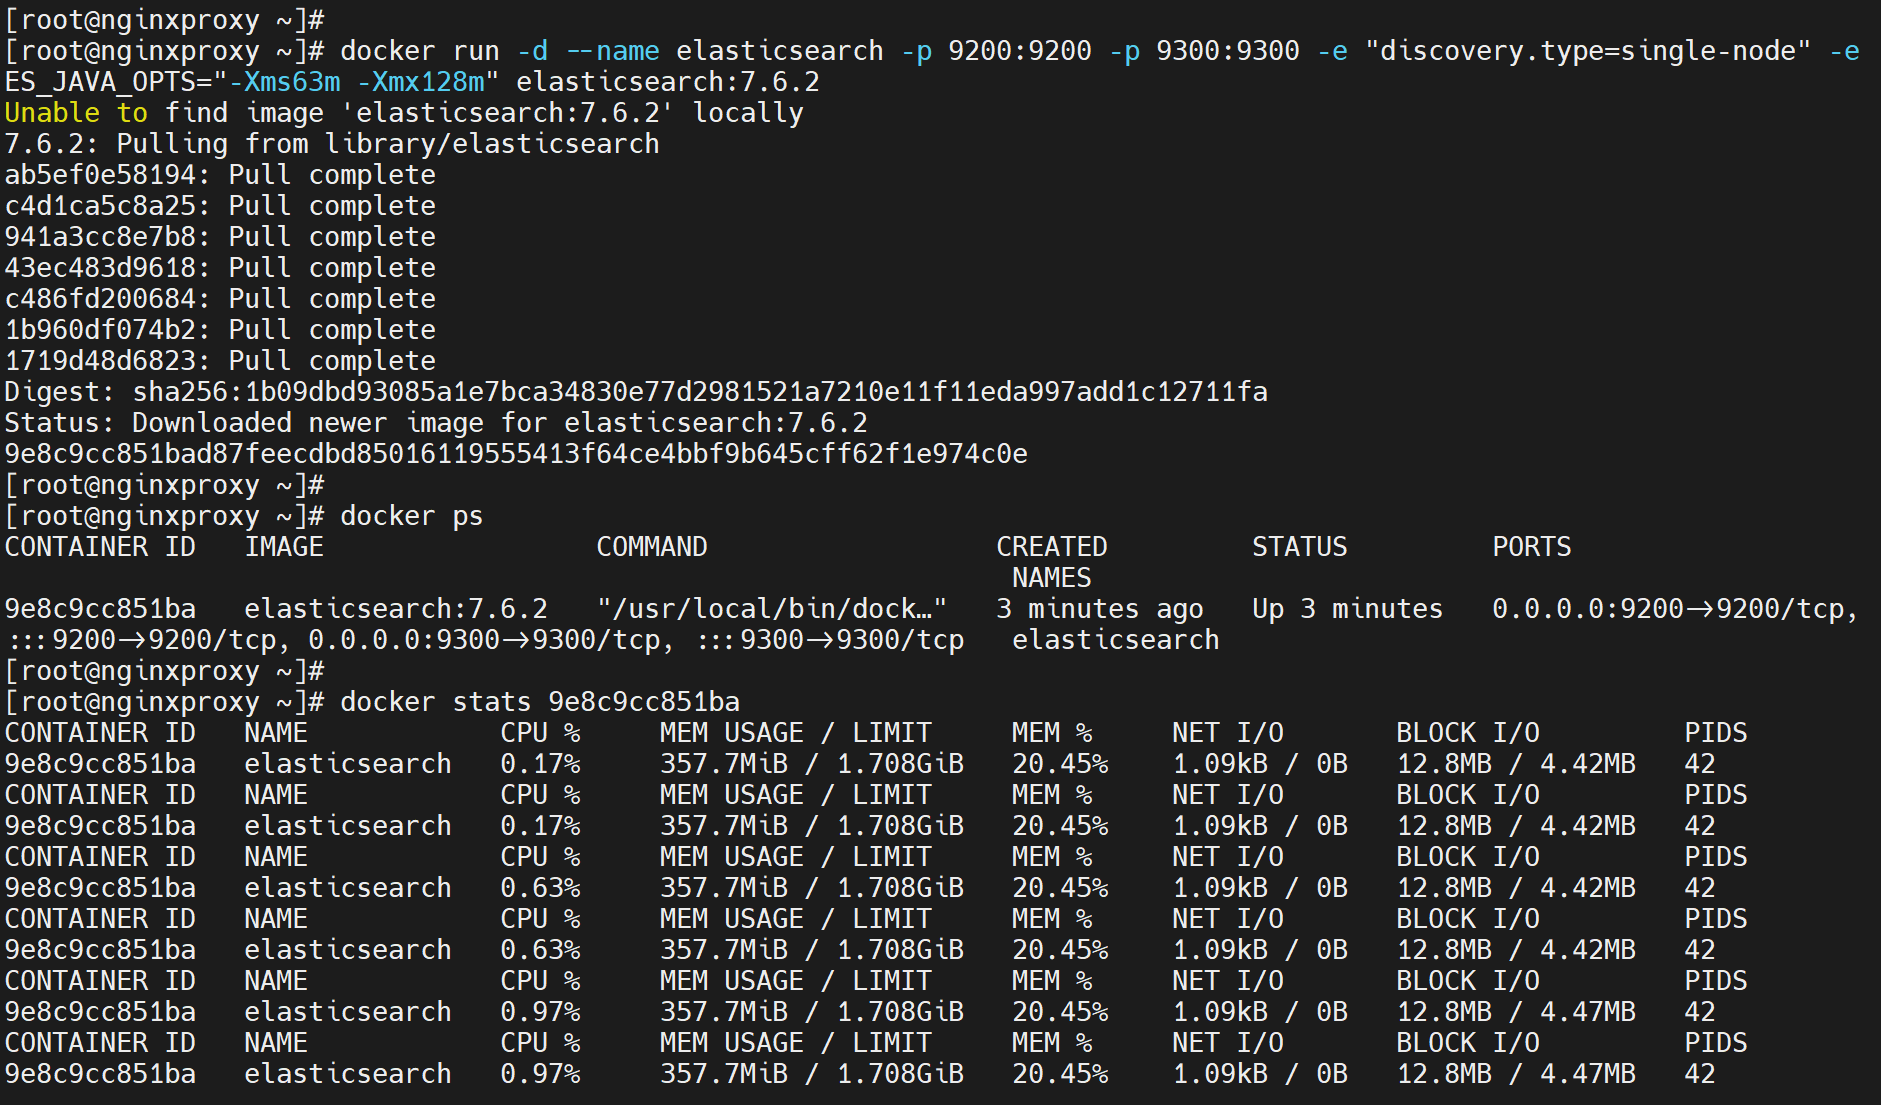 [root@nginxproxy ~]#
[root@nginxproxy ~]# docker run -d --name elasticsearch -p 9200:9200 -p 9300:9300 -e "discovery.type=single-node" -e
ES_JAVA_OPTS="-Xms63m -Xmx128m" elasticsearch:7.6.2
Unable to find image 'elasticsearch:7.6.2' locally
7.6.2: Pulling from library/elasticsearch
ab5ef0e58194: Pull complete
c4d1ca5c8a25: Pull complete
941a3cc8e7b8: Pull complete
43ec483d9618: Pull complete
c486fd200684: Pull complete
1b960df074b2: Pull complete
1719d48d6823: Pull complete
Digest: sha256:1b09dbd93085a1e7bca34830e77d2981521a7210e11f11eda997add1c12711fa
Status: Downloaded newer image for elasticsearch:7.6.2
9e8c9cc851bad87feecdbd85016119555413f64ce4bbf9b645cff62f1e974c0e
[root@nginxproxy ~]#
[root@nginxproxy ~]# docker ps
CONTAINER ID   IMAGE                 COMMAND                  CREATED         STATUS         PORTS
NAMES
9e8c9cc851ba   elasticsearch:7.6.2   "/usr/local/bin/dock…"   3 minutes ago   Up 3 minutes   0.0.0.0:9200->9200/tcp,
:::9200->9200/tcp, 0.0.0.0:9300->9300/tcp, :::9300->9300/tcp   elasticsearch
[root@nginxproxy ~]#
[root@nginxproxy ~]# docker stats 9e8c9cc851ba
CONTAINER ID   NAME            CPU %     MEM USAGE / LIMIT     MEM %     NET I/O       BLOCK I/O         PIDS
9e8c9cc851ba   elasticsearch   0.17%     357.7MiB / 1.708GiB   20.45%    1.09kB / 0B   12.8MB / 4.42MB   42
CONTAINER ID   NAME            CPU %     MEM USAGE / LIMIT     MEM %     NET I/O       BLOCK I/O         PIDS
9e8c9cc851ba   elasticsearch   0.17%     357.7MiB / 1.708GiB   20.45%    1.09kB / 0B   12.8MB / 4.42MB   42
CONTAINER ID   NAME            CPU %     MEM USAGE / LIMIT     MEM %     NET I/O       BLOCK I/O         PIDS
9e8c9cc851ba   elasticsearch   0.63%     357.7MiB / 1.708GiB   20.45%    1.09kB / 0B   12.8MB / 4.42MB   42
CONTAINER ID   NAME            CPU %     MEM USAGE / LIMIT     MEM %     NET I/O       BLOCK I/O         PIDS
9e8c9cc851ba   elasticsearch   0.63%     357.7MiB / 1.708GiB   20.45%    1.09kB / 0B   12.8MB / 4.42MB   42
CONTAINER ID   NAME            CPU %     MEM USAGE / LIMIT     MEM %     NET I/O       BLOCK I/O         PIDS
9e8c9cc851ba   elasticsearch   0.97%     357.7MiB / 1.708GiB   20.45%    1.09kB / 0B   12.8MB / 4.47MB   42
CONTAINER ID   NAME            CPU %     MEM USAGE / LIMIT     MEM %     NET I/O       BLOCK I/O         PIDS
9e8c9cc851ba   elasticsearch   0.97%     357.7MiB / 1.708GiB   20.45%    1.09kB / 0B   12.8MB / 4.47MB   42